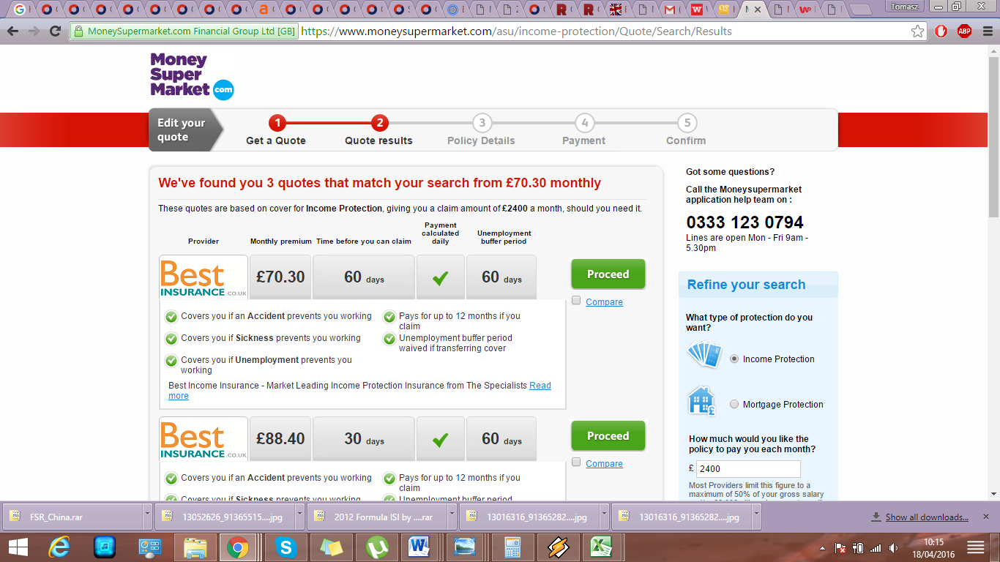 Tomasz
MoneySupermarket.com Financial Group Ltd [GB]
https://www.moneysupermarket.com/asu/income-protection/Quote/Search/Results
ABP
Money
Super
Market com
Edit your
quote
1
2
3
4
5
Get a Quote
Quote results
Policy Details
Payment
Confirm
We've found you 3 quotes that match your search from £70.30 monthly
These quotes are based on cover for Income Protection, giving you a claim amount of £2400 a month, should you need it.
Provider
Monthly premium
Time before you can claim
Payment
calculated
daily
Unemployment
buffer period
Best
INSURANCE.CO.UK
£70.30
60 days
60 days
Proceed
Compare
Covers you if an Accident prevents you working
Covers you if Sickness prevents you working
Covers you if Unemployment prevents you
working
Pays for up to 12 months if you
claim
Unemployment buffer period
waived if transferring cover
Best Income Insurance - Market Leading Income Protection Insurance from The Specialists Read
more
Best
INSURANCE.CO.UK
£88.40
30 days
60 days
Proceed
Compare
Covers you if an Accident prevents you working
Covers you if Sickness prevents you working
Pays for up to 12 months if you
claim
Unemployment buffer period
Got some questions?
Call the Moneysupermarket
application help team on :
0333 123 0794
Lines are open Mon - Fri 9am -
5.30pm
Refine your search
What type of protection do you
want?
Income Protection
Mortgage Protection
How much would you like the
policy to pay you each month?
£ 2400
Most Providers limit this figure to a
maximum of 50% of your gross salary
FSR_China.rar
13052626_91365515....jpg
2012 Formula ISI by ....rar
13016316_91365282....jpg
13016316_91365282....jpg
Show all downloads...
10:15
18/04/2016